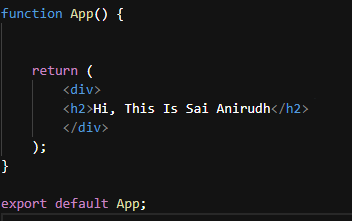 function App() {
return (
<div>
<h2>Hi, This Is Sai Anirudh</h2>
</div>
);
}
export default App;